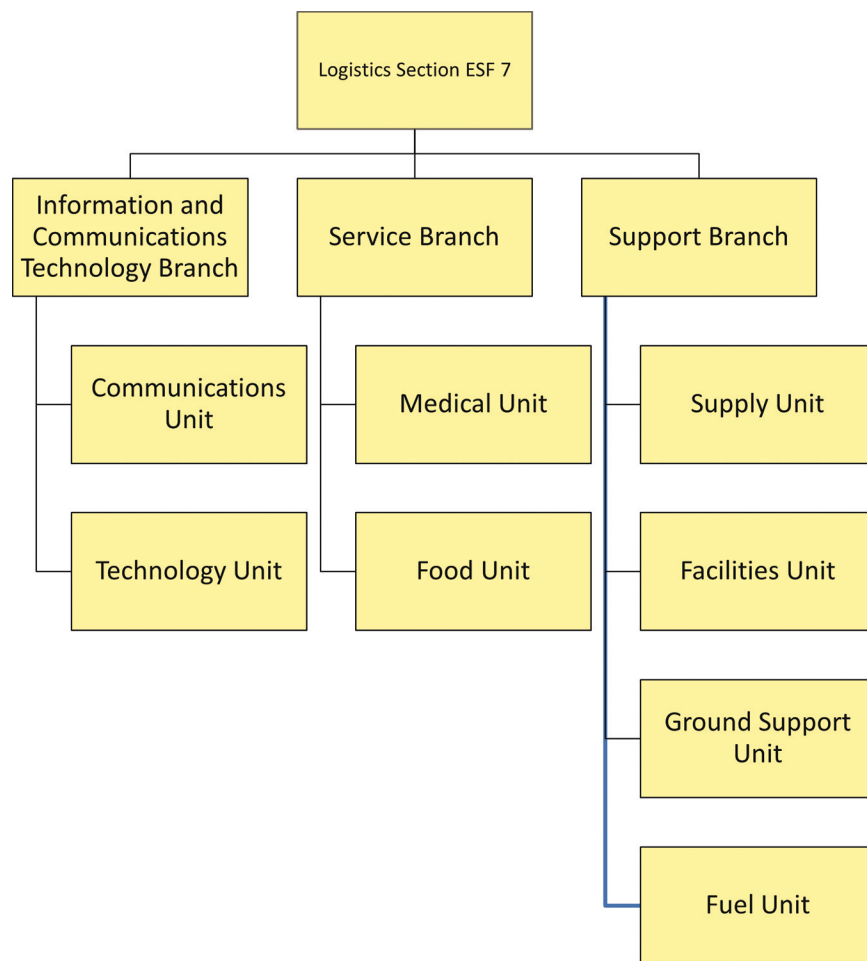 Logistics Section ESF 7
Information and
Communications
Technology Branch
Service Branch
Support Branch
Communications
Unit
Medical Unit
Supply Unit
Technology Unit
Food Unit
Facilities Unit
Ground Support
Unit
Fuel Unit